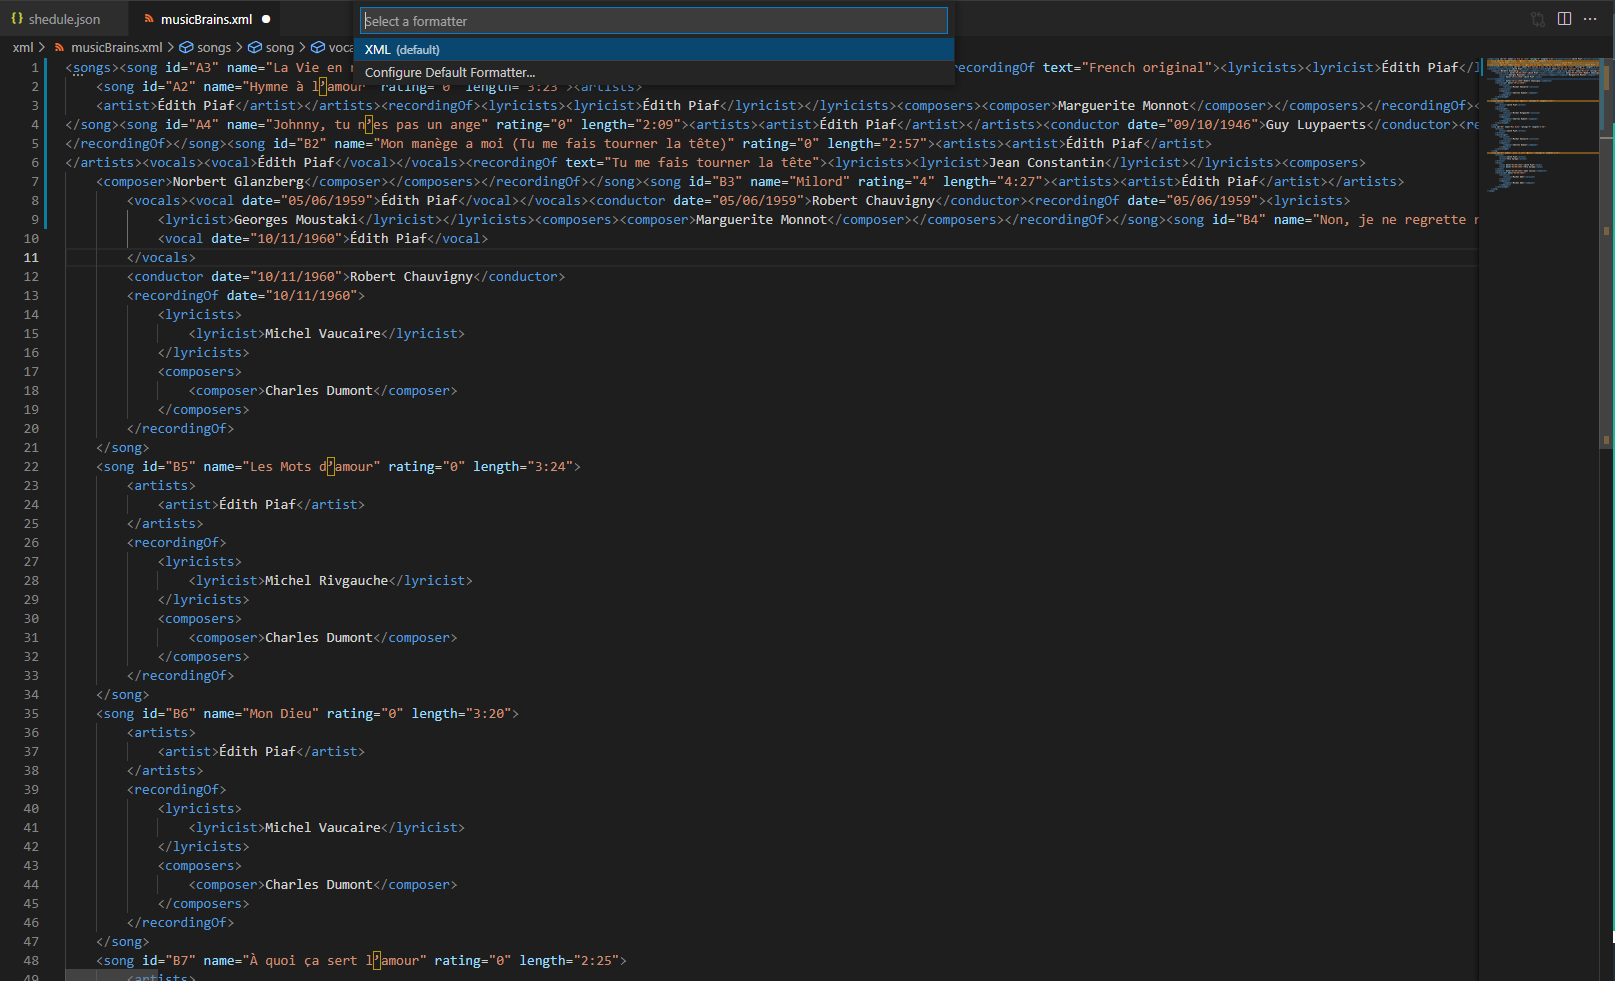 {} shedule.json
musicBrains.xml ●
Select a formatter
XML (default)
Configure Default Formatter...
xml > musicBrains.xml > songs > song > voca
1 <songs><song id="A3" name="La Vie en recordingOf text="French original"><lyricists><lyricist>Édith Piaf</l
2 <song id="A2" name="Hymne à l’amour" rating="0" length="3:23"><artists>
3 <artist>Édith Piaf</artist></artists><recordingOf><lyricists><lyricist>Édith Piaf</lyricist></lyricists><composers><composer>Marguerite Monnot</composer></composers></recordingOf><
4 </song><song id="A4" name="Johnny, tu n’es pas un ange" rating="0" length="2:09"><artists><artist>Édith Piaf</artist></artists><conductor date="09/10/1946">Guy Luypaerts</conductor><re
5 </recordingOf></song><song id="B2" name="Mon manège a moi (Tu me fais tourner la tête)" rating="0" length="2:57"><artists><artist>Édith Piaf</artist>
6 </artists><vocals><vocal>Édith Piaf</vocal></vocals><recordingOf text="Tu me fais tourner la tête"><lyricists><lyricist>Jean Constantin</lyricist></lyricists><composers>
7 <composer>Norbert Glanzberg</composer></composers></recordingOf></song><song id="B3" name="Milord" rating="4" length="4:27"><artists><artist>Édith Piaf</artist></artists>
8 <vocals><vocal date="05/06/1959">Édith Piaf</vocal></vocals><conductor date="05/06/1959">Robert Chauvigny</conductor><recordingOf date="05/06/1959"><lyricists>
9 <lyricist>Georges Moustaki</lyricist></lyricists><composers><composer>Marguerite Monnot</composer></composers></recordingOf></song><song id="B4" name="Non, je ne regrette r
10 <vocal date="10/11/1960">Édith Piaf</vocal>
11 </vocals>
12 <conductor date="10/11/1960">Robert Chauvigny</conductor>
13 <recordingOf date="10/11/1960">
14 <lyricists>
15 <lyricist>Michel Vaucaire</lyricist>
16 </lyricists>
17 <composers>
18 <composer>Charles Dumont</composer>
19 </composers>
20 </recordingOf>
21 </song>
22 <song id="B5" name="Les Mots d’amour" rating="0" length="3:24">
23 <artists>
24 <artist>Édith Piaf</artist>
25 </artists>
26 <recordingOf>
27 <lyricists>
28 <lyricist>Michel Rivgauche</lyricist>
29 </lyricists>
30 <composers>
31 <composer>Charles Dumont</composer>
32 </composers>
33 </recordingOf>
34 </song>
35 <song id="B6" name="Mon Dieu" rating="0" length="3:20">
36 <artists>
37 <artist>Édith Piaf</artist>
38 </artists>
39 <recordingOf>
40 <lyricists>
41 <lyricist>Michel Vaucaire</lyricist>
42 </lyricists>
43 <composers>
44 <composer>Charles Dumont</composer>
45 </composers>
46 </recordingOf>
47 </song>
48 <song id="B7" name="À quoi ça sert l’amour" rating="0" length="2:25">
49 <artists>